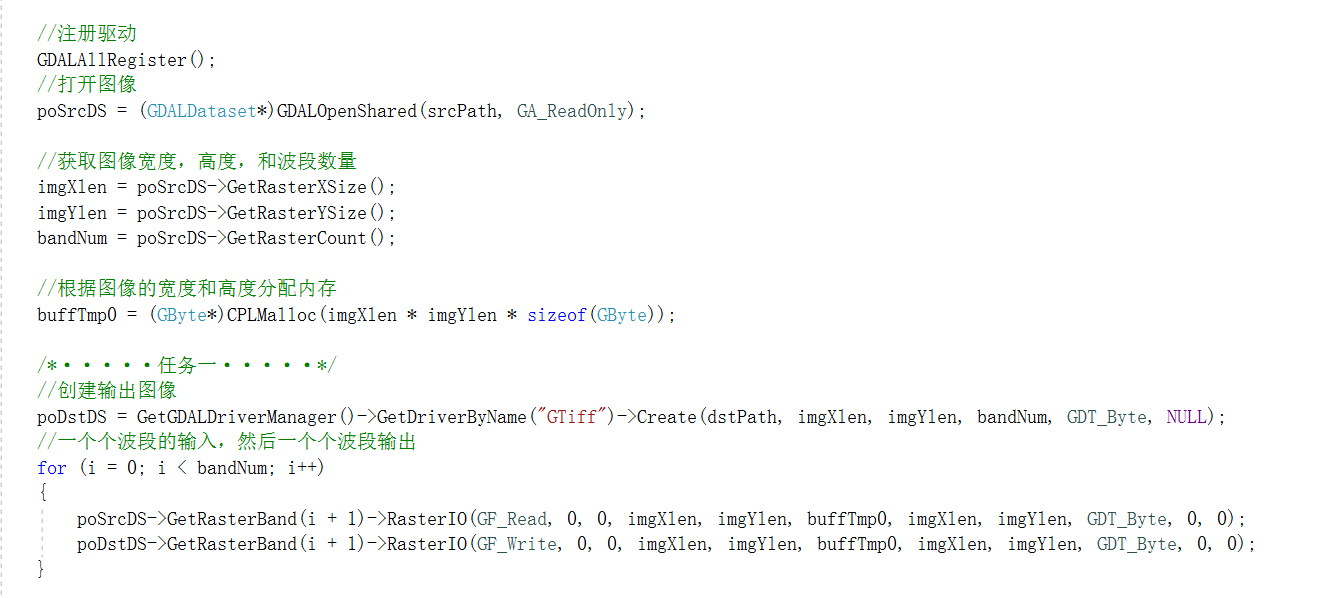 //注册驱动
GDALAllRegister();
//打开图像
poSrcDS = (GDALDataset*)GDALOpenShared(srcPath, GA_ReadOnly);
//获取图像宽度，高度，和波段数量
imgXlen = poSrcDS->GetRasterXSize();
imgYlen = poSrcDS->GetRasterYSize();
bandNum = poSrcDS->GetRasterCount();
//根据图像的宽度和高度分配内存
buffTmp0 = (GByte*)CPLMalloc(imgXlen * imgYlen * sizeof(GByte));
/*·····任务一·····*/
//创建输出图像
poDstDS = GetGDALDriverManager()->GetDriverByName("GTiff")->Create(dstPath, imgXlen, imgYlen, bandNum, GDT_Byte, NULL);
//一个个波段的输入，然后一个个波段输出
for (i = 0; i < bandNum; i++)
{
poSrcDS->GetRasterBand(i + 1)->RasterIO(GF_Read, 0, 0, imgXlen, imgYlen, buffTmp0, imgXlen, imgYlen, GDT_Byte, 0, 0);
poDstDS->GetRasterBand(i + 1)->RasterIO(GF_Write, 0, 0, imgXlen, imgYlen, buffTmp0, imgXlen, imgYlen, GDT_Byte, 0, 0);
}